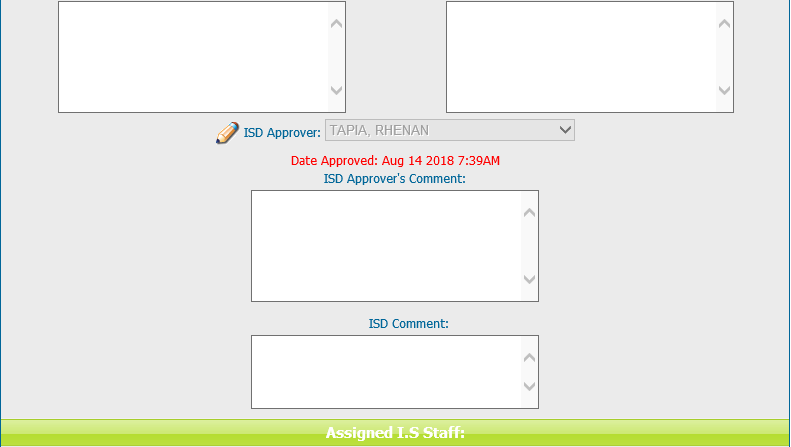 ISD Approver: TAPIA, RHENAN
Date Approved: Aug 14 2018 7:39AM
ISD Approver's Comment:
ISD Comment:
Assigned I.S Staff: